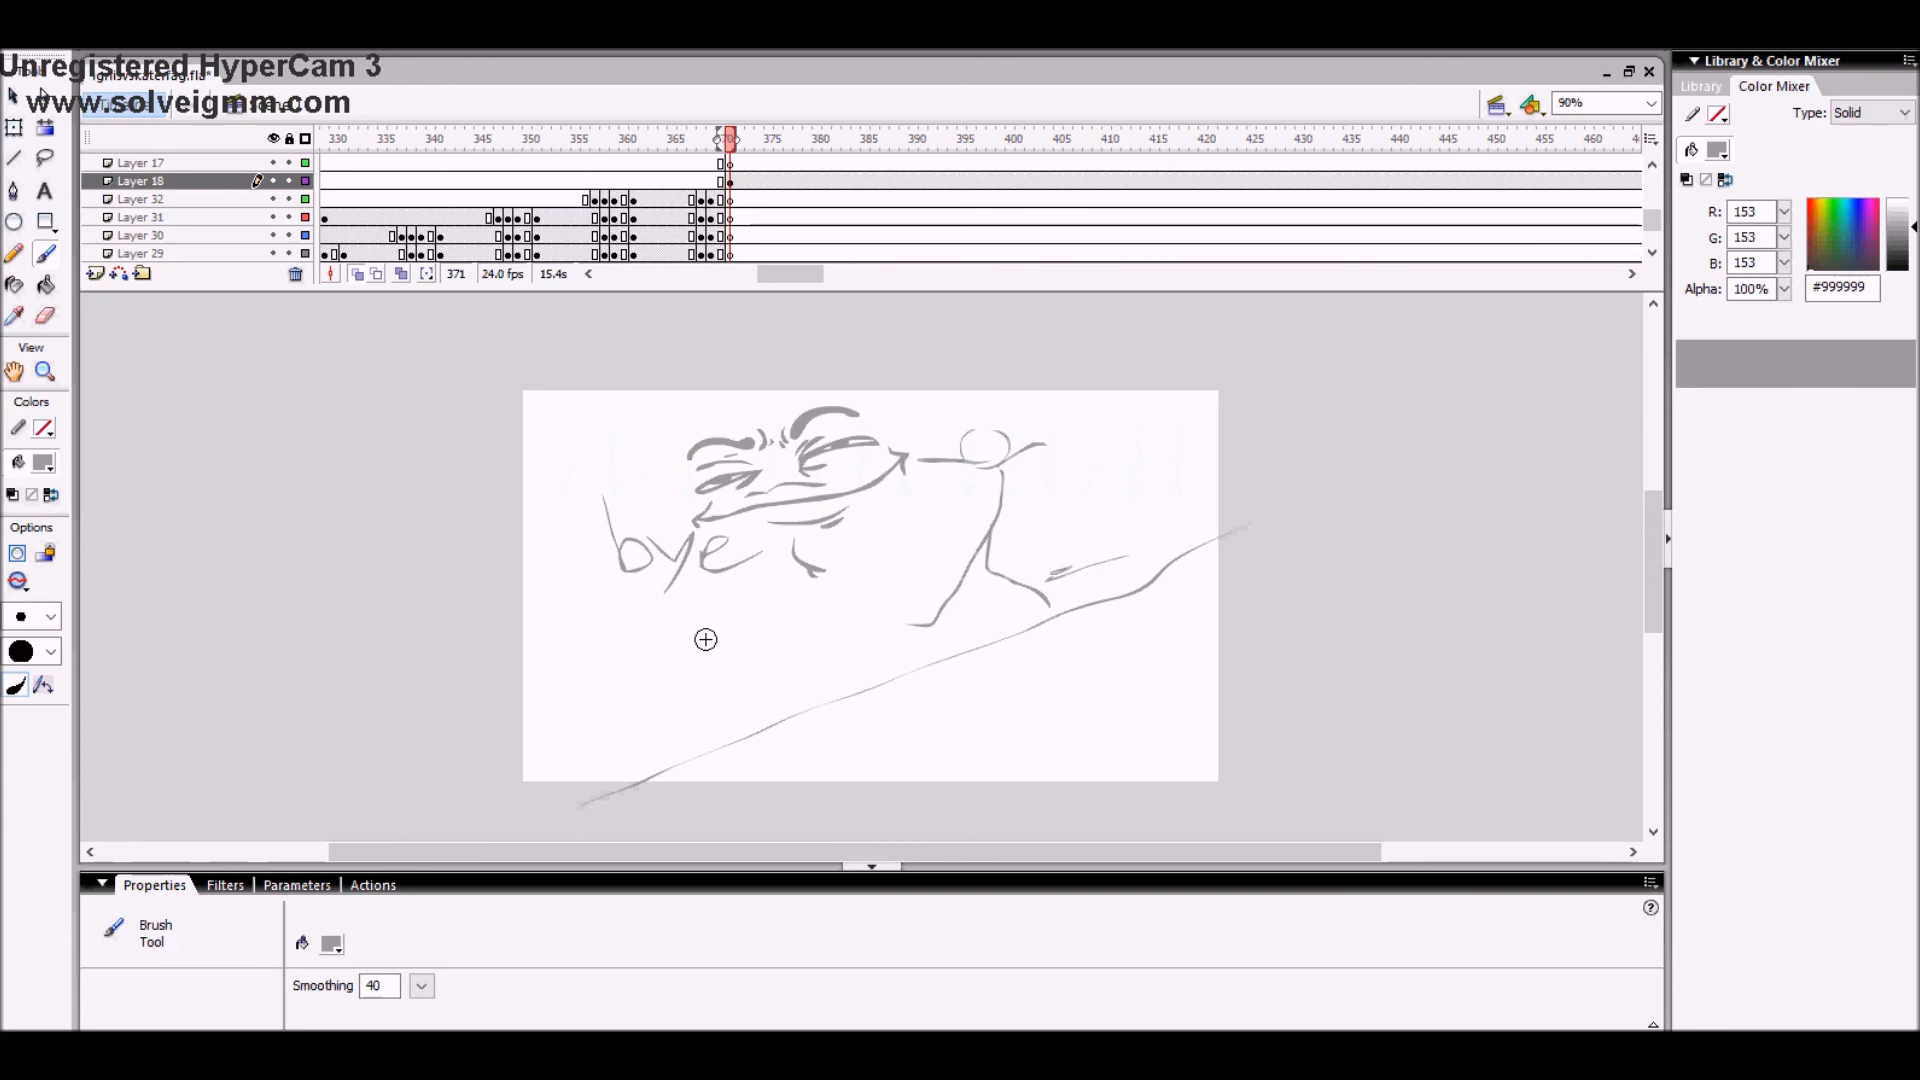 Unregistered HyperCam 3
www.solveigmm.com
Library & Color Mixer
Library
Color Mixer
Type: Solid
R: 153
G: 153
B: 153
Alpha: 100%
#999999
90%
330 335 340 345 350 355 360 365 375 380 385 390 395 400 405 410 415 420 425 430 435 440 445 450 455 460
Layer 17
Layer 18
Layer 32
Layer 31
Layer 30
Layer 29
371 24.0 fps 15.4s
View
Colors
Options
bye
Properties Filters Parameters Actions
Brush
Tool
Smoothing 40